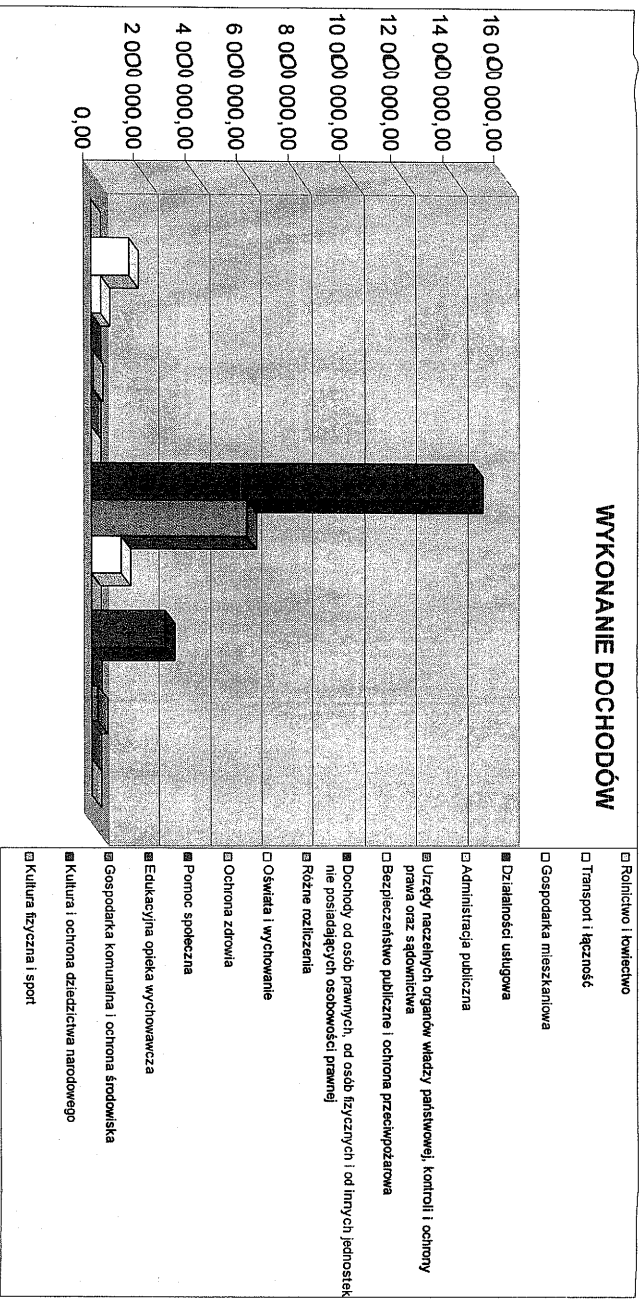 WYKONANIE DOCHODÓW
16 000 000,00
14 000 000,00
12 000 000,00
10 000 000,00
8 000 000,00
6 000 000,00
4 000 000,00
2 000 000,00
0,00
Rolnictwo i łowiectwo
Transport i łączność
Gospodarka mieszkaniowa
Działalności usługowa
Administracja publiczna
Urzędy naczelnych organów władzy państwowej, kontroli i ochrony
prawa oraz sądownictwa
Bezpieczeństwo publiczne i ochrona przeciwpożarowa
Dochody od osób prawnych, od osób fizycznych i od innych jednostek
nie posiadających osobowości prawnej
Różne rozliczenia
Oświata i wychowanie
Ochrona zdrowia
Pomoc społeczna
Edukacyjna opieka wychowawcza
Gospodarka komunalna i ochrona środowiska
Kultura i ochrona dziedzictwa narodowego
Kultura fizyczna i sport